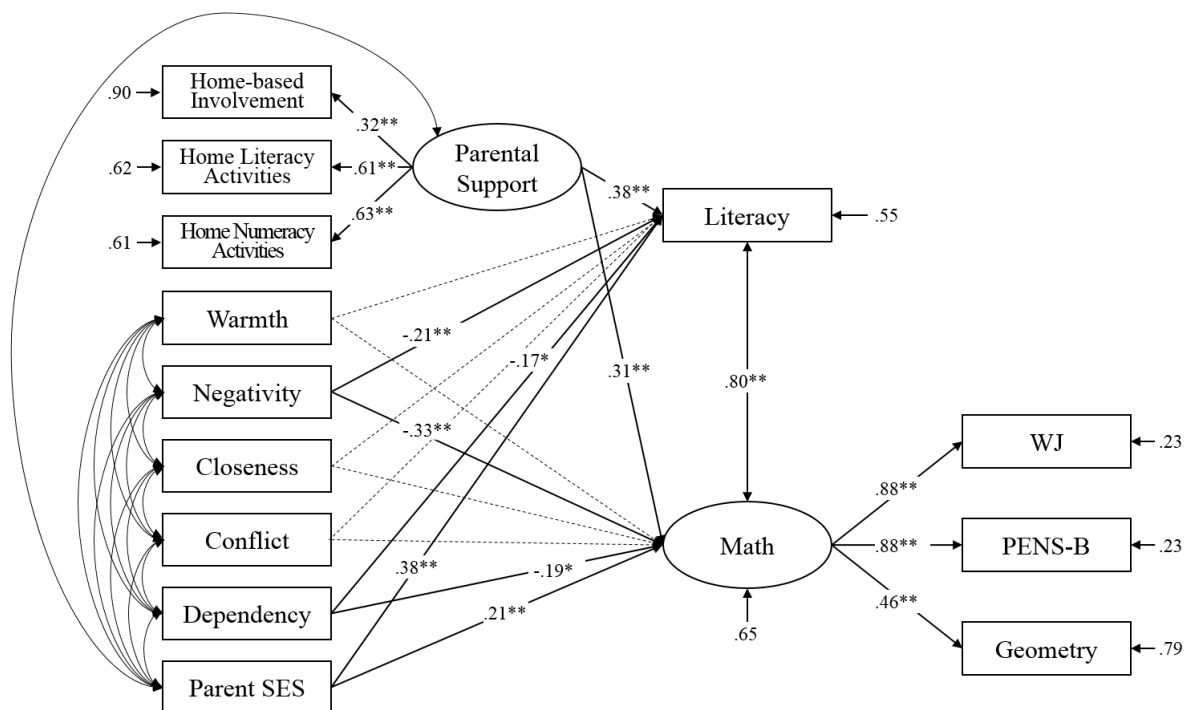 Home-based
Involvement
.90
.32**
Home Literacy
Activities
.62
.61**
Parental
Support
.63**
Home Numeracy
Activities
.61
.38**
Literacy
.55
Warmth
-.21**
-.17*
.31**
.80**
Negativity
-.33**
Closeness
Conflict
.38**
-.19*
.21**
Dependency
Parent SES
Math
.65
.88**
WJ
.23
.88**
PENS-B
.23
.46**
Geometry
.79